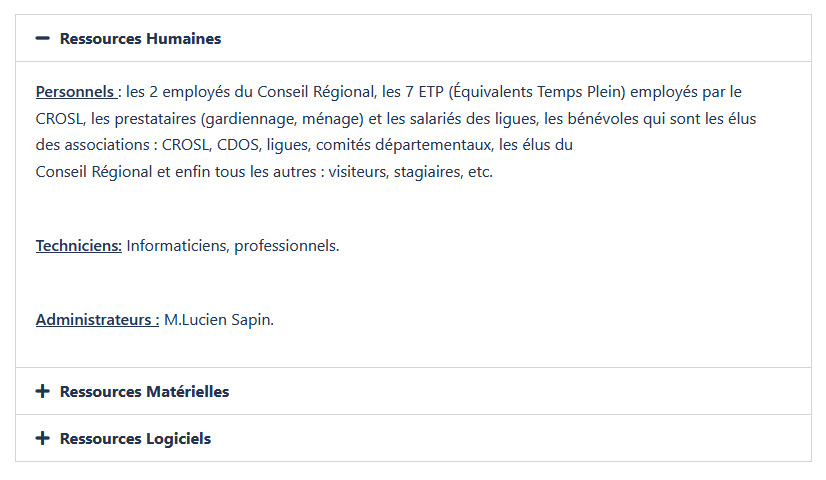 Ressources Humaines
Personnels : les 2 employés du Conseil Régional, les 7 ETP (Équivalents Temps Plein) employés par le
CROSL, les prestataires (gardiennage, ménage) et les salariés des ligues, les bénévoles qui sont les élus
des associations : CROSL, CDOS, ligues, comités départementaux, les élus du
Conseil Régional et enfin tous les autres : visiteurs, stagiaires, etc.
Techniciens: Informaticiens, professionnels.
Administrateurs : M.Lucien Sapin.
Ressources Matérielles
Ressources Logiciels